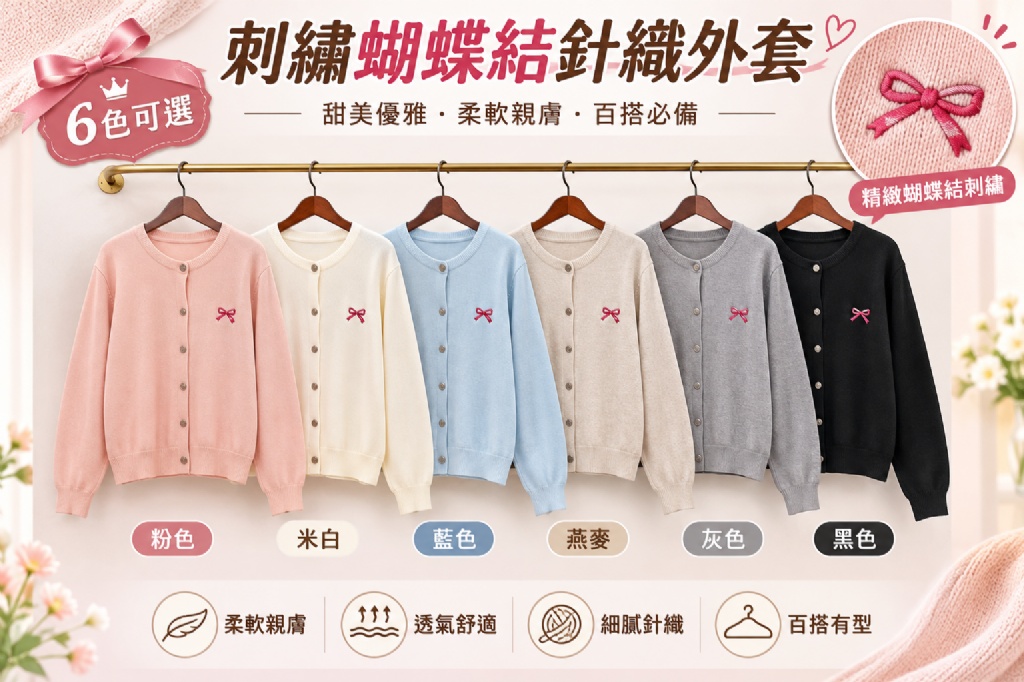 刺繡蝴蝶結針織外套
6色可選
甜美優雅・柔軟親膚・百搭必備
精緻蝴蝶結刺繡
粉色
米白
藍色
燕麥
灰色
黑色
柔軟親膚
透氣舒適
細膩針織
百搭有型